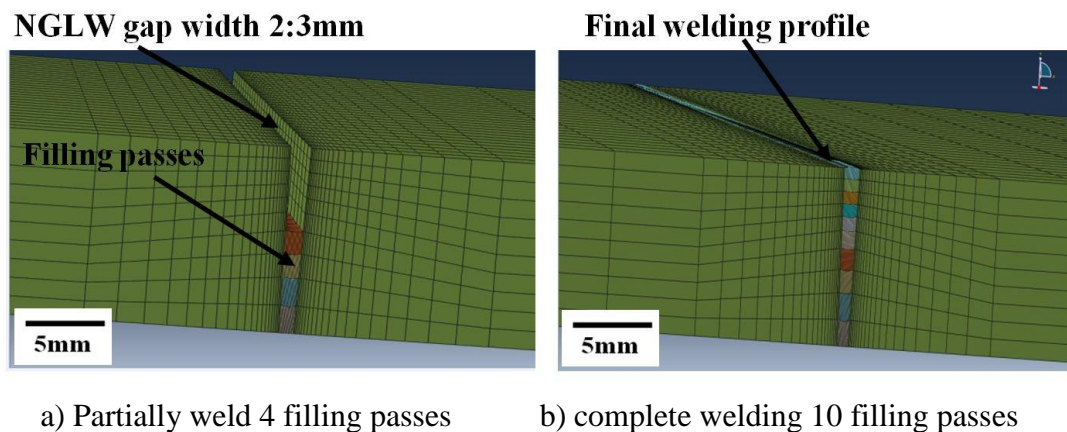 NGLW gap width 2:3mm
Final welding profile
Filling passes
5mm
5mm
a) Partially weld 4 filling passes
b) complete welding 10 filling passes